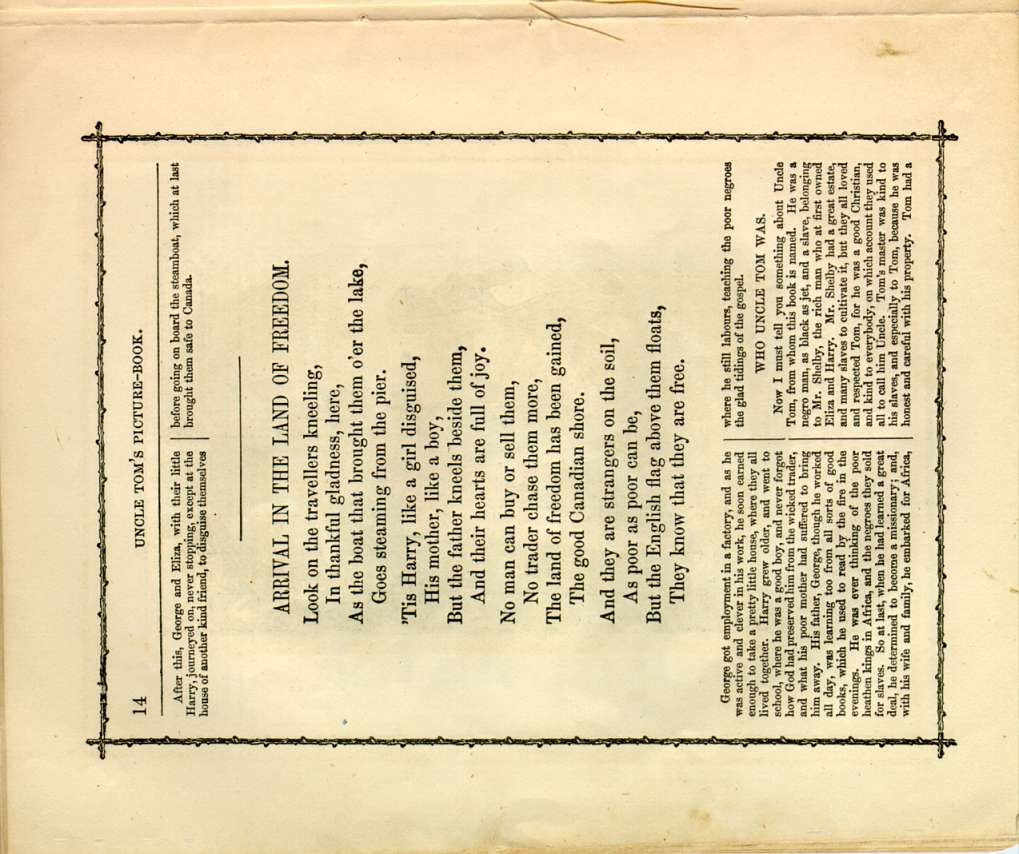 14
UNCLE TOM'S PICTURE-BOOK.
After this, George and Eliza, with their little
Harry, journeyed on, never stopping, except at the
house of another kind friend, to disguise themselves
before going on board the steamboat, which at last
brought them safe to Canada.
ARRIVAL IN THE LAND OF FREEDOM.
Look on the travellers kneeling,
In thankful gladness, here,
As the boat that brought them o'er the lake,
Goes steaming from the pier.
'Tis Harry, like a girl disguised,
His mother, like a boy,
But the father kneels beside them,
And their hearts are full of joy.
No man can buy or sell them,
No trader chase them more,
The land of freedom has been gained,
The good Canadian shore.
And they are strangers on the soil,
As poor as poor can be,
But the English flag above them floats,
They know that they are free.
George got employment in a factory, and as he
was active and clever in his work, he soon earned
enough to take a pretty little house, where they all
lived together. Harry grew older, and went to
school, where he was a good boy, and never forgot
how God had preserved him from the wicked trader,
and what his poor mother had suffered to bring
him away. His father, George, though he worked
all day, was learning too from all sorts of good
books, which he used to read by the fire in the
evenings. He was ever thinking of the poor
heathen kings in Africa, and the negroes they sold
for slaves. So at last, when he had learned a great
deal, he determined to become a missionary; and,
with his wife and family, he embarked for Africa,
where he still labours, teaching the poor negroes
the glad tidings of the gospel.
WHO UNCLE TOM WAS.
Now I must tell you something about Uncle
Tom, from whom this book is named. He was a
negro man, as black as jet, and a slave, belonging
to Mr. Shelby, the rich man who at first owned
Eliza and Harry. Mr. Shelby had a great estate,
and many slaves to cultivate it, but they all loved
and respected Tom, for he was a good Christian,
and kind to everybody, on which account they used
all to call him Uncle. Tom's master was kind to
his slaves, and especially to Tom, because he was
honest and careful with his property. Tom had a